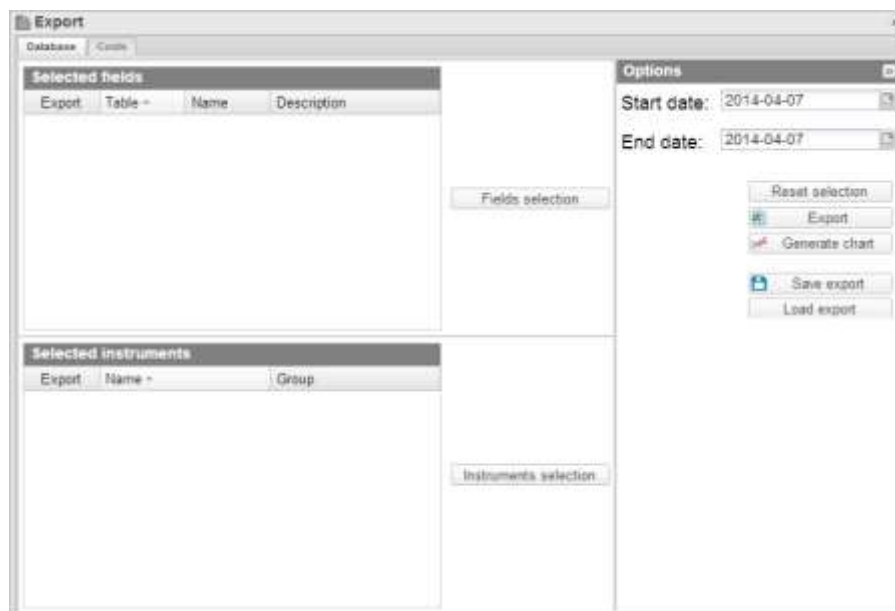 Export
Database Costs
Selected fields
Export Table Name Description
Fields selection
Selected instruments
Export Name Group
Instruments selection
Options
Start date: 2014-04-07
End date: 2014-04-07
Reset selection
Export
Generate chart
Save export
Load export